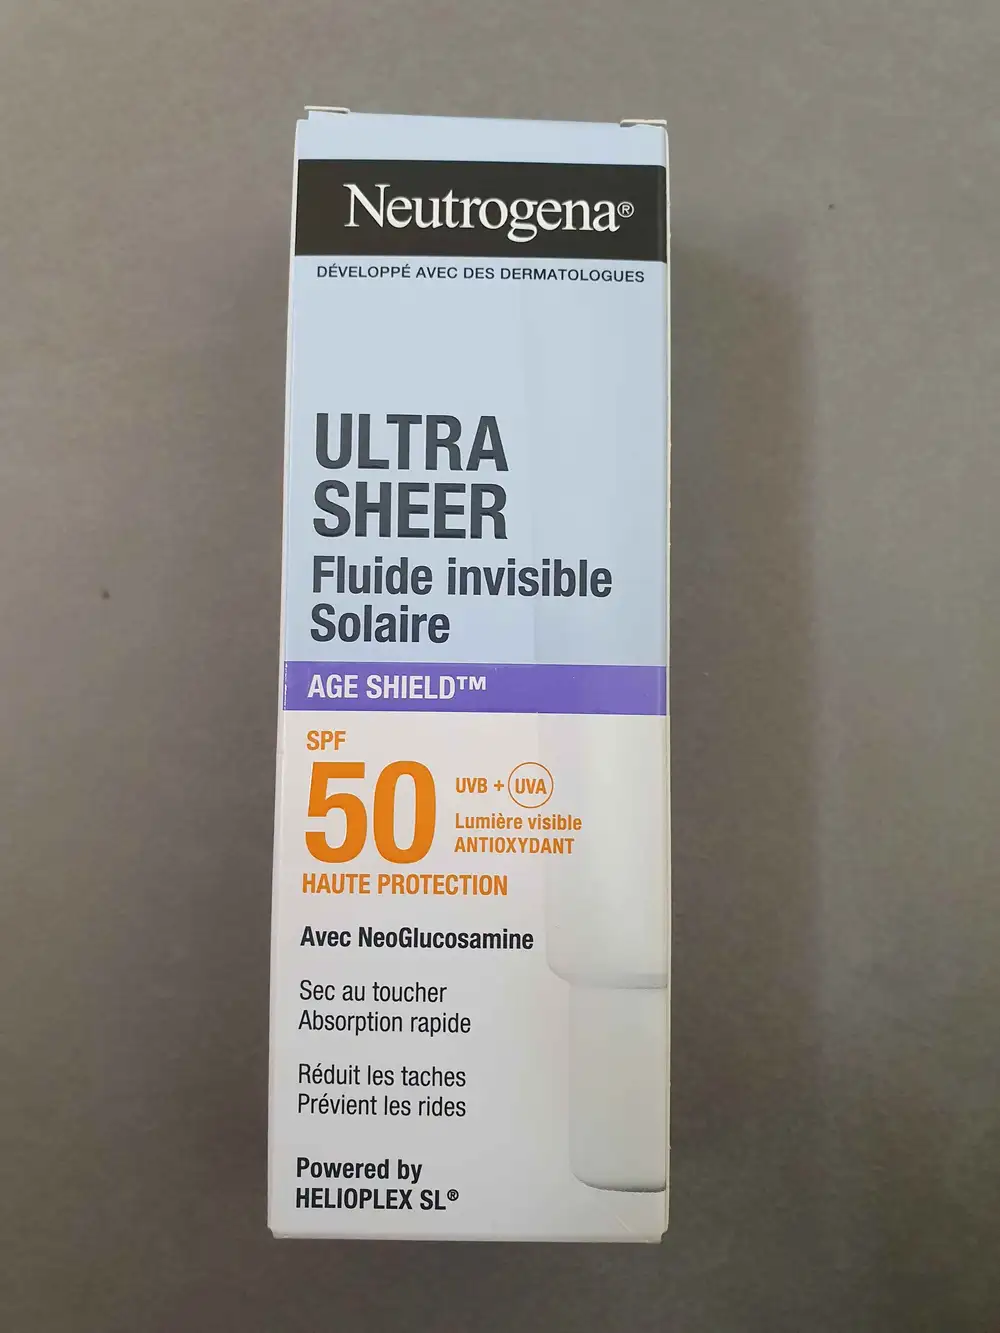 Neutrogena®
DÉVELOPPÉ AVEC DES DERMATOLOGUES
ULTRA
SHEER
Fluide invisible
Solaire
AGE SHIELD™
SPF
50
UVB + UVA
Lumière visible
ANTIOXYDANT
HAUTE PROTECTION
Avec NeoGlucosamine
Sec au toucher
Absorption rapide
Réduit les taches
Prévient les rides
Powered by
HELIOPLEX SL®